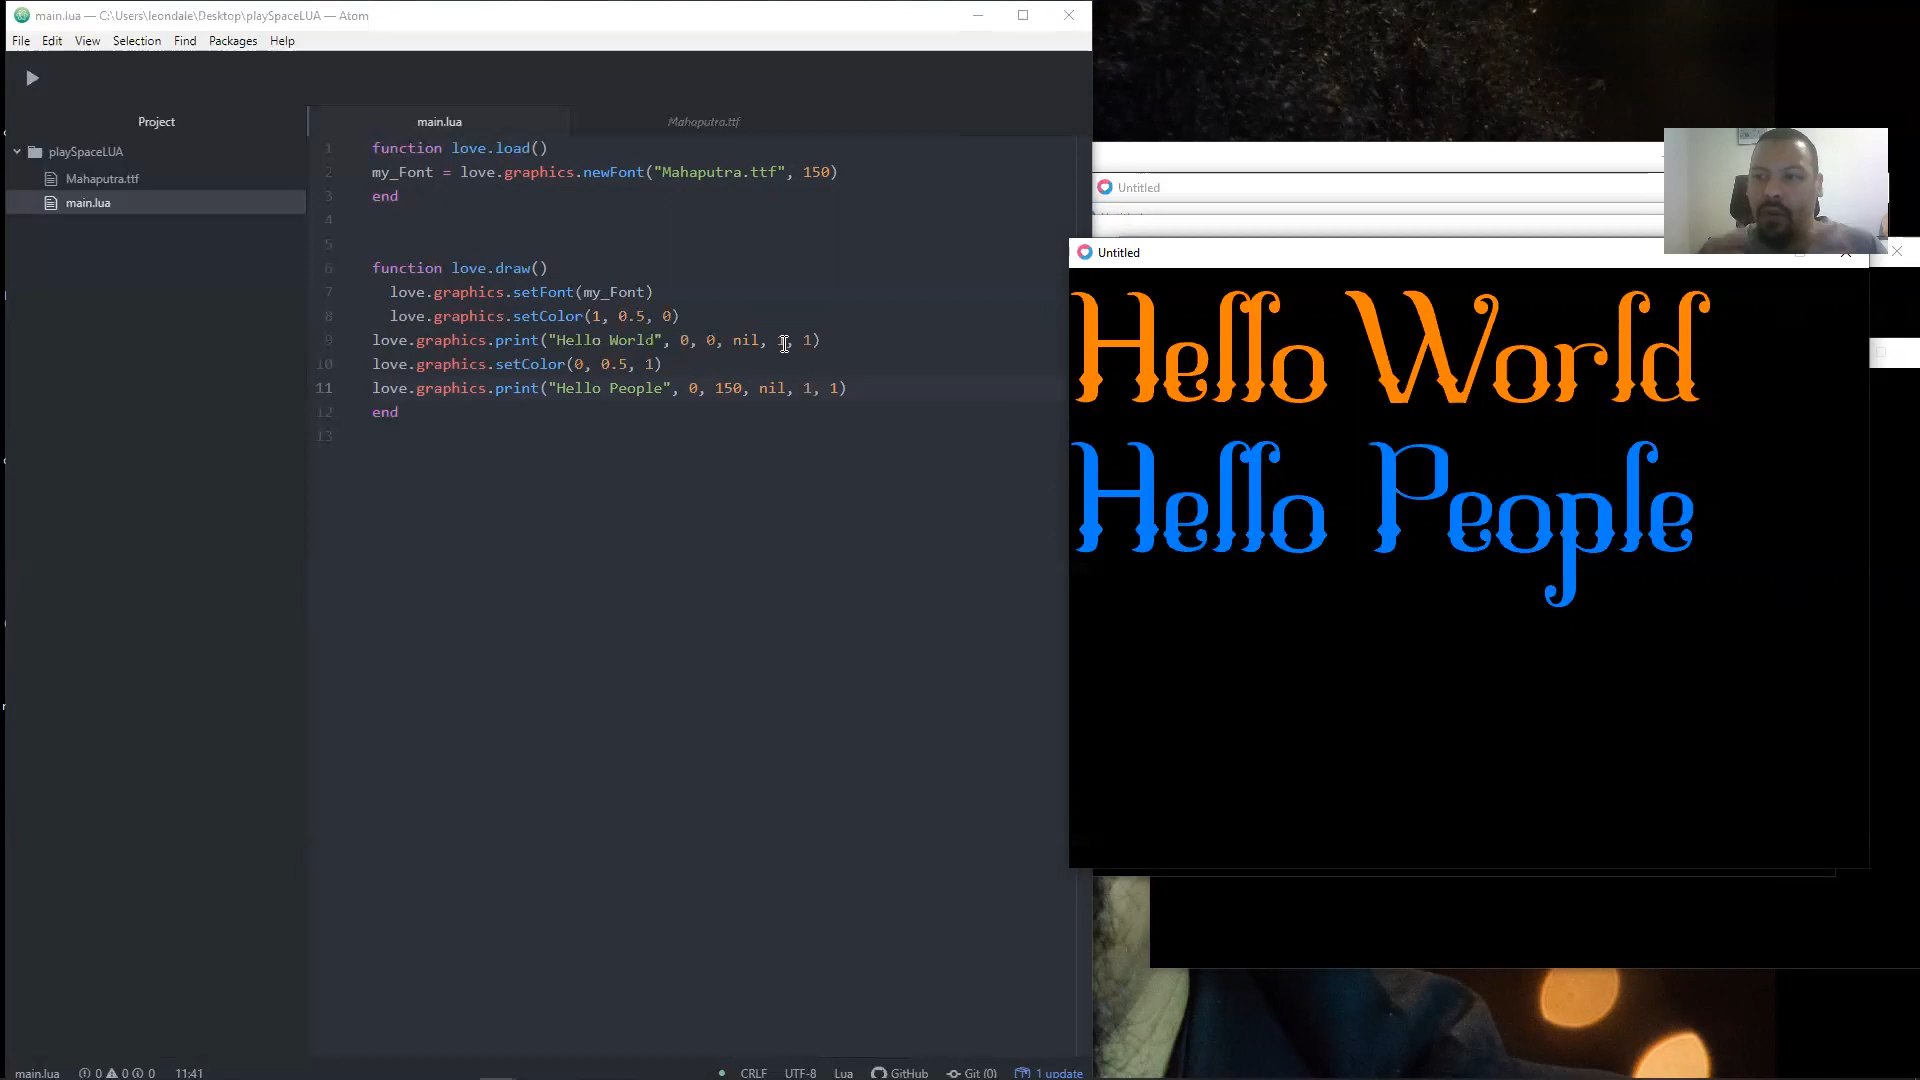 main.lua — C:\Users\leondale\Desktop\playSpaceLUA — Atom
File Edit View Selection Find Packages Help
Project
main.lua
Mahaputra.ttf
playSpaceLUA
Mahaputra.ttf
main.lua
1 function love.load()
2 my_Font = love.graphics.newFont("Mahaputra.ttf", 150)
3 end
4
5
6 function love.draw()
7 love.graphics.setFont(my_Font)
8 love.graphics.setColor(1, 0.5, 0)
9 love.graphics.print("Hello World", 0, 0, nil, 1, 1)
10 love.graphics.setColor(0, 0.5, 1)
11 love.graphics.print("Hello People", 0, 150, nil, 1, 1)
12 end
13
Untitled
Untitled
Hello World
Hello People
main.lua 0 0 0 11:41 CRLF UTF-8 Lua GitHub Git (0) 1 update